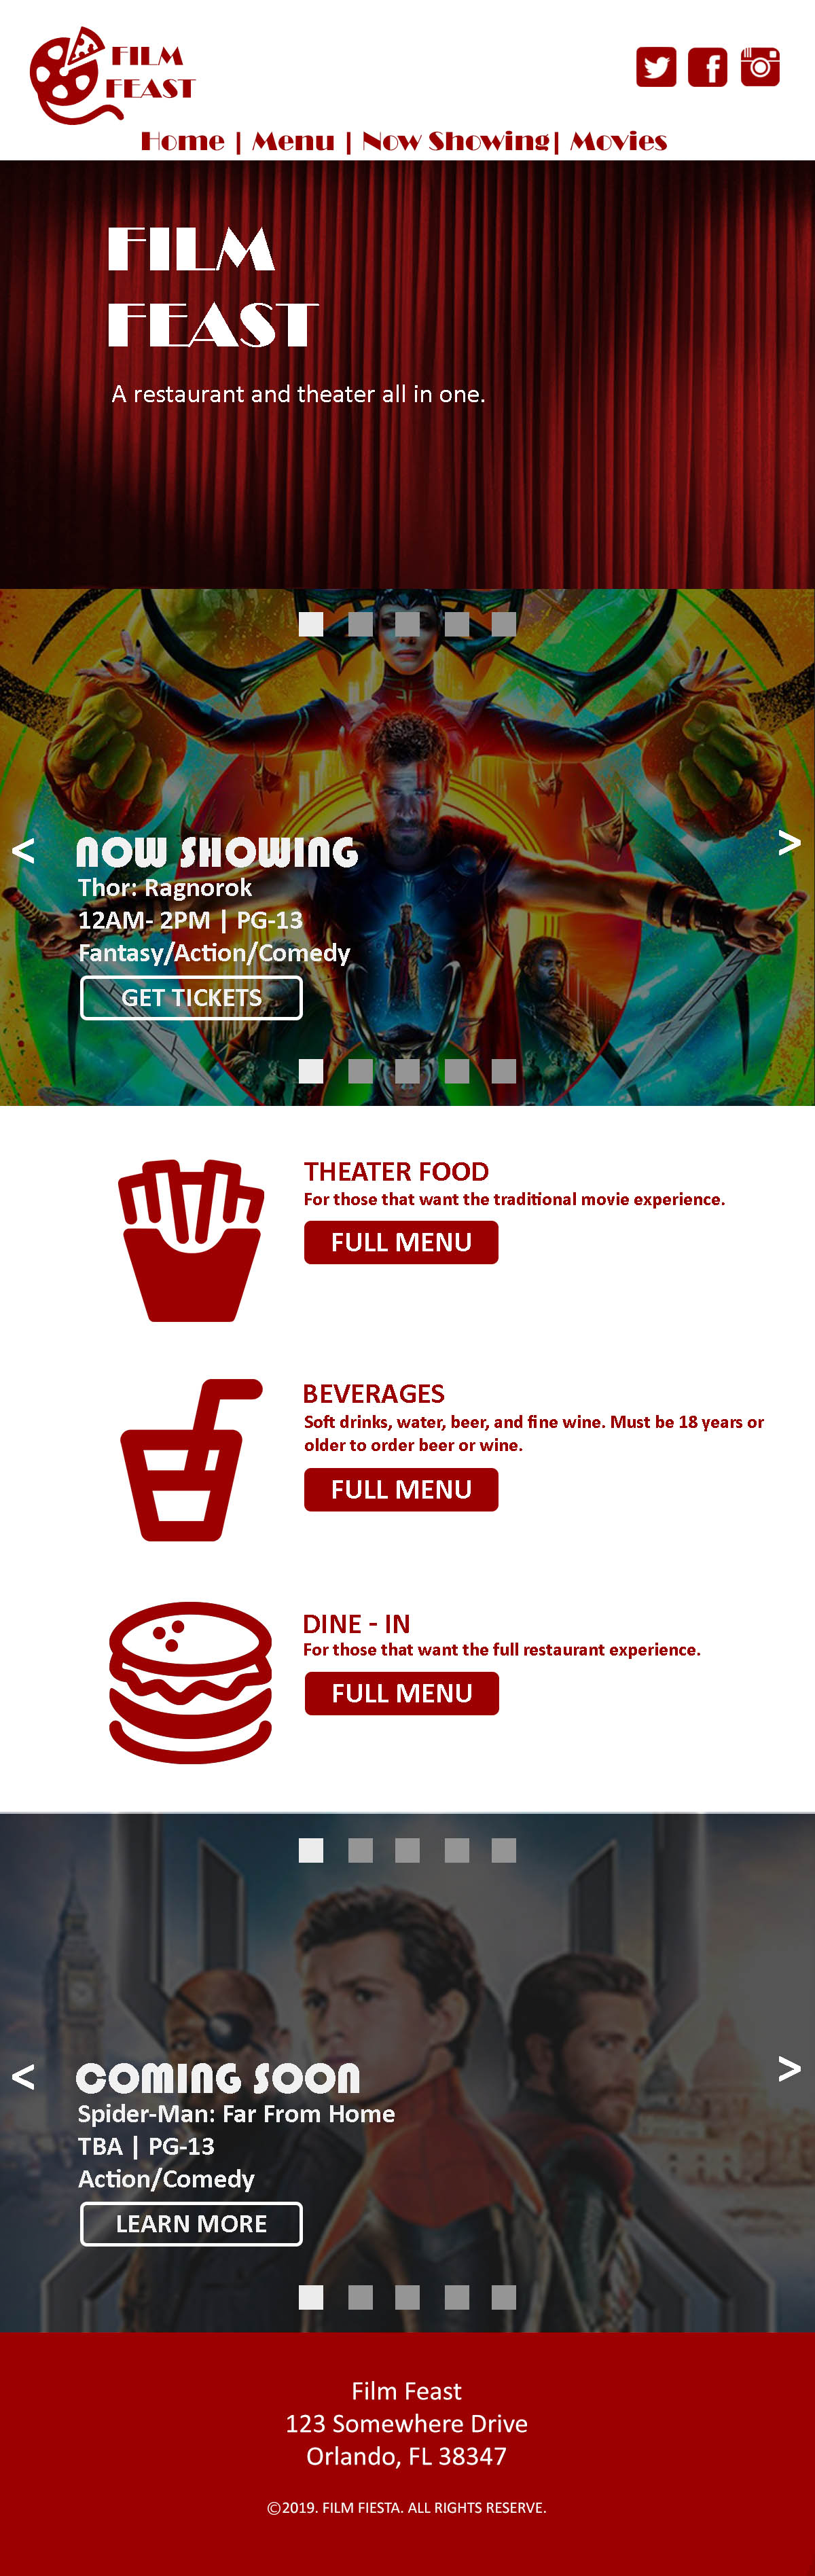 FILM
FEAST
Home | Menu | Now Showing| Movies
FILM
FEAST
A restaurant and theater all in one.
< >
NOW SHOWING
Thor: Ragnorok
12AM- 2PM | PG-13
Fantasy/Action/Comedy
GET TICKETS
THEATER FOOD
For those that want the traditional movie experience.
FULL MENU
BEVERAGES
Soft drinks, water, beer, and fine wine. Must be 18 years or
older to order beer or wine.
FULL MENU
DINE - IN
For those that want the full restaurant experience.
FULL MENU
< >
COMING SOON
Spider-Man: Far From Home
TBA | PG-13
Action/Comedy
LEARN MORE
Film Feast
123 Somewhere Drive
Orlando, FL 38347
©2019. FILM FIESTA. ALL RIGHTS RESERVE.